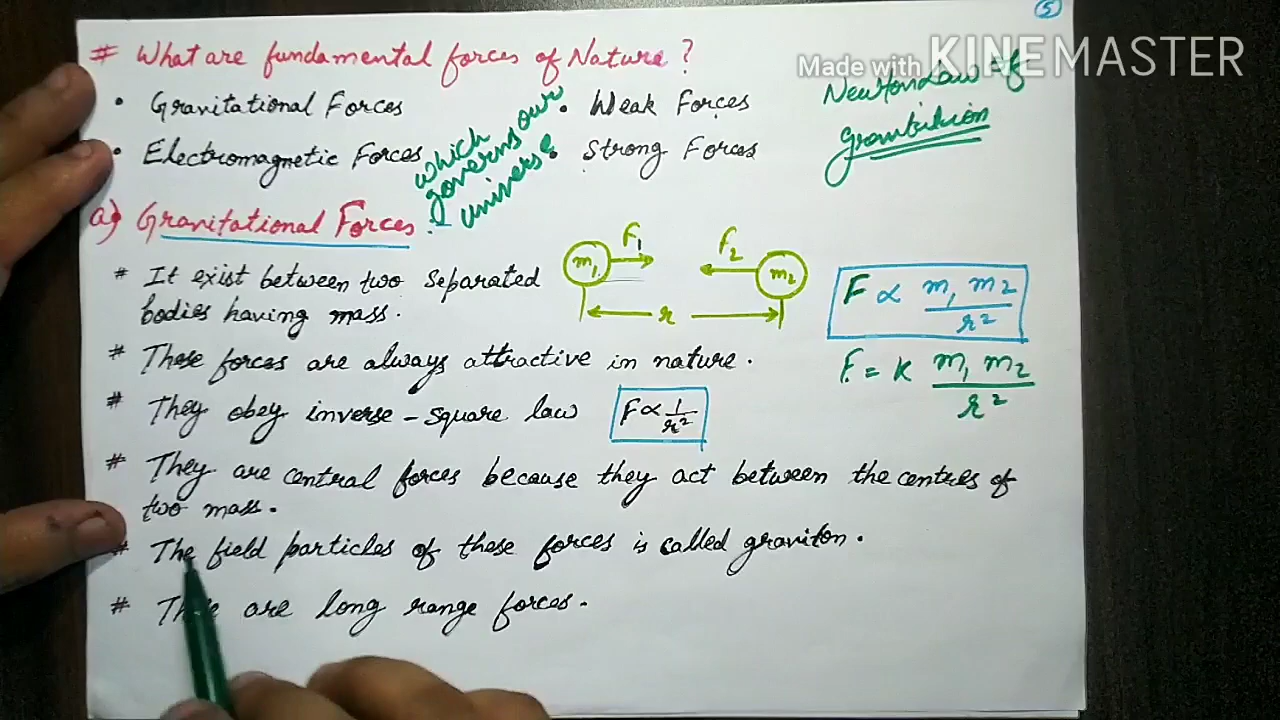 5
Made with KINEMASTER
# What are fundamental forces of Nature?
• Gravitational Forces
• Weak Forces
• Electromagnetic Forces
• Strong Forces
which
governs our
universe
Newton Law of
Gravitation
a) Gravitational Forces :-
# It exist between two separated
bodies having mass.
m₁ F₁ F₂ m₂
r
F ∝ m₁ m₂ / r²
# These forces are always attractive in nature.
F = K m₁ m₂ / r²
# They obey inverse-square law F ∝ 1/r²
# They are central forces because they act between the centres of
two mass.
# The field particles of these forces is called graviton.
# are long range forces.